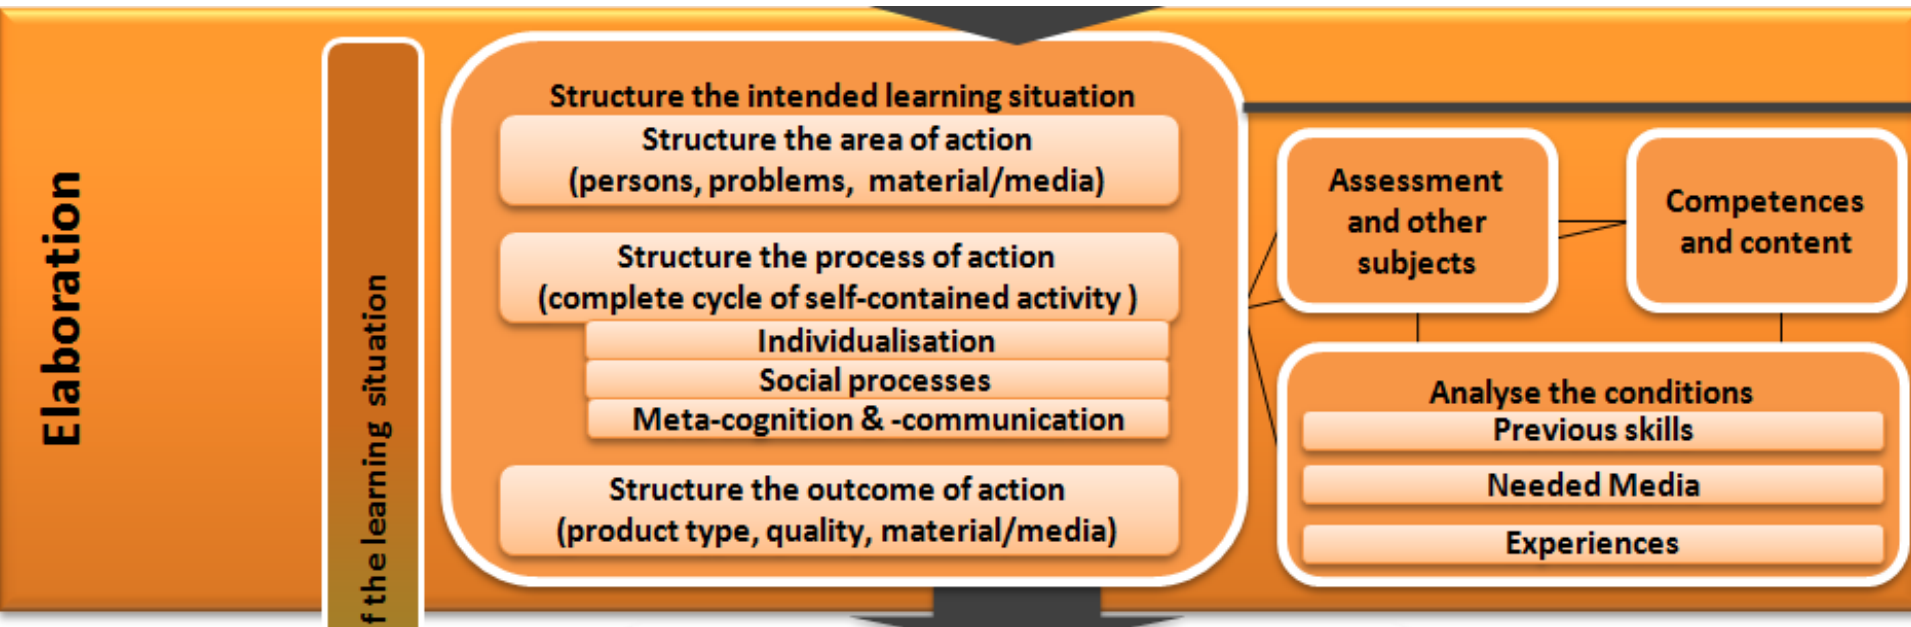 Elaboration
f the learning situation
Structure the intended learning situation
Structure the area of action
(persons, problems, material/media)
Structure the process of action
(complete cycle of self-contained activity )
Individualisation
Social processes
Meta-cognition & -communication
Structure the outcome of action
(product type, quality, material/media)
Assessment
and other
subjects
Competences
and content
Analyse the conditions
Previous skills
Needed Media
Experiences